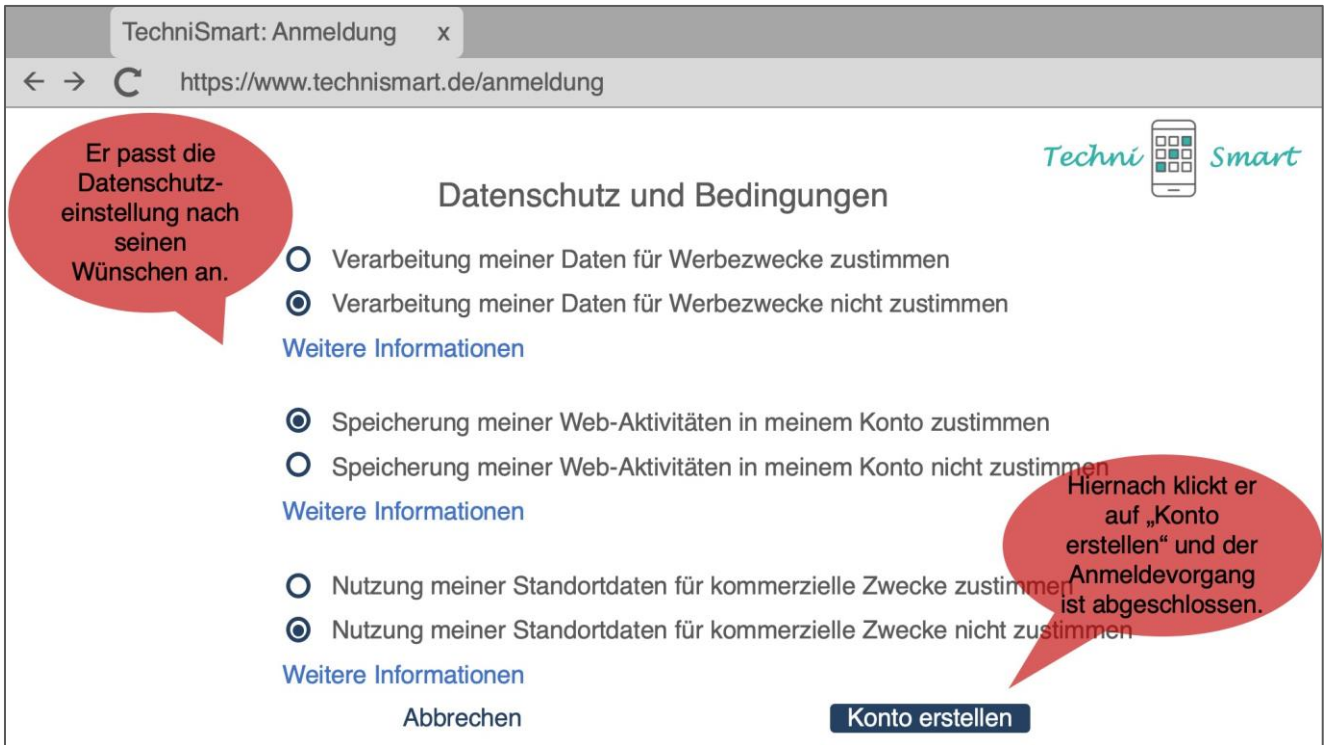 TechniSmart: Anmeldung x
https://www.technismart.de/anmeldung
Er passt die
Datenschutz-
einstellung nach
seinen
Wünschen an.
Techni Smart
Datenschutz und Bedingungen
Verarbeitung meiner Daten für Werbezwecke zustimmen
Verarbeitung meiner Daten für Werbezwecke nicht zustimmen
Weitere Informationen
Speicherung meiner Web-Aktivitäten in meinem Konto zustimmen
Speicherung meiner Web-Aktivitäten in meinem Konto nicht zustimmen
Weitere Informationen
Hiernach klickt er
auf „Konto
erstellen“ und der
Anmeldevorgang
ist abgeschlossen.
Nutzung meiner Standortdaten für kommerzielle Zwecke zustimmen
Nutzung meiner Standortdaten für kommerzielle Zwecke nicht zustimmen
Weitere Informationen
Abbrechen
Konto erstellen